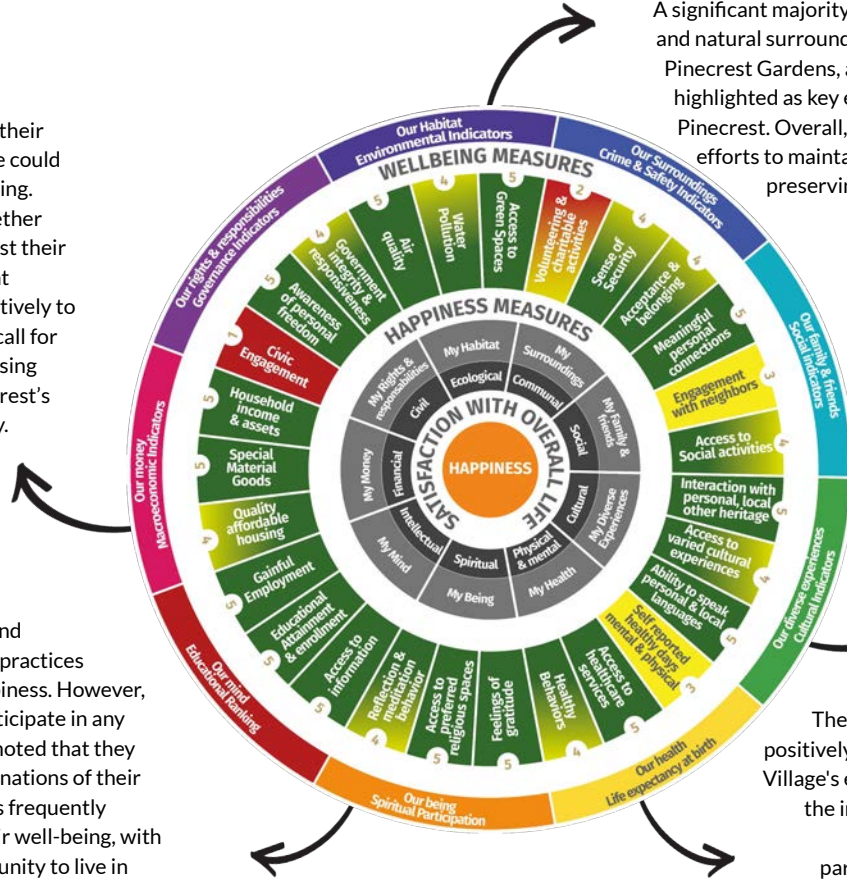 A significant majority
and natural surround
Pinecrest Gardens, a
highlighted as key e
Pinecrest. Overall,
efforts to mainta
preservin
their
e could
ing.
ether
st their
nt
tively to
call for
sing
rest's
y.
nd
practices
piness. However,
ticipate in any
noted that they
nations of their
s frequently
ir well-being, with
unity to live in
The
positively
Village's e
the in
par
Our Habitat
Environmental Indicators
Our Surroundings
Crime & Safety Indicators
Our family & friends
Social indicators
Our diverse experiences
Cultural Indicators
Our health
Life expectancy at birth
Our being
Spiritual Participation
Our mind
Educational Ranking
Our money
Macroeconomic Indicators
Our rights & responsibilities
Governance Indicators
WELLBEING MEASURES
5
Access to
Green Spaces
2
Volunteering &
charitable
activities
4
Sense of
Security
4
Acceptance &
belonging
5
Meaningful
personal
connections
3
Engagement
with neighbors
4
Access to
Social activities
5
Interaction with
personal, local
other heritage
4
Access to
varied cultural
experiences
5
Ability to speak
personal & local
languages
3
Self reported
healthy days
mental & physical
5
Access to
healthcare
services
4
Healthy
Behaviors
5
Feelings of
gratitude
5
Access to
preferred
religious spaces
4
Reflection &
meditation
behavior
5
Access to
information
5
Educational
Attainment
& enrollment
5
Gainful
Employment
4
Quality
affordable
housing
5
Special
Material
Goods
5
Household
income
& assets
1
Civic
Engagement
5
Awareness
of personal
freedom
4
Government
integrity &
responsiveness
5
Air
quality
4
Water
Pollution
HAPPINESS MEASURES
My Habitat
Ecological
My
Surroundings
Communal
My Family &
friends
Social
My Diverse
Experiences
Cultural
My Health
Physical
& mental
My Being
Spiritual
My Mind
Intellectual
My Money
Financial
My Rights &
responsabilities
Civil
SATISFACTION WITH OVERALL LIFE
HAPPINESS